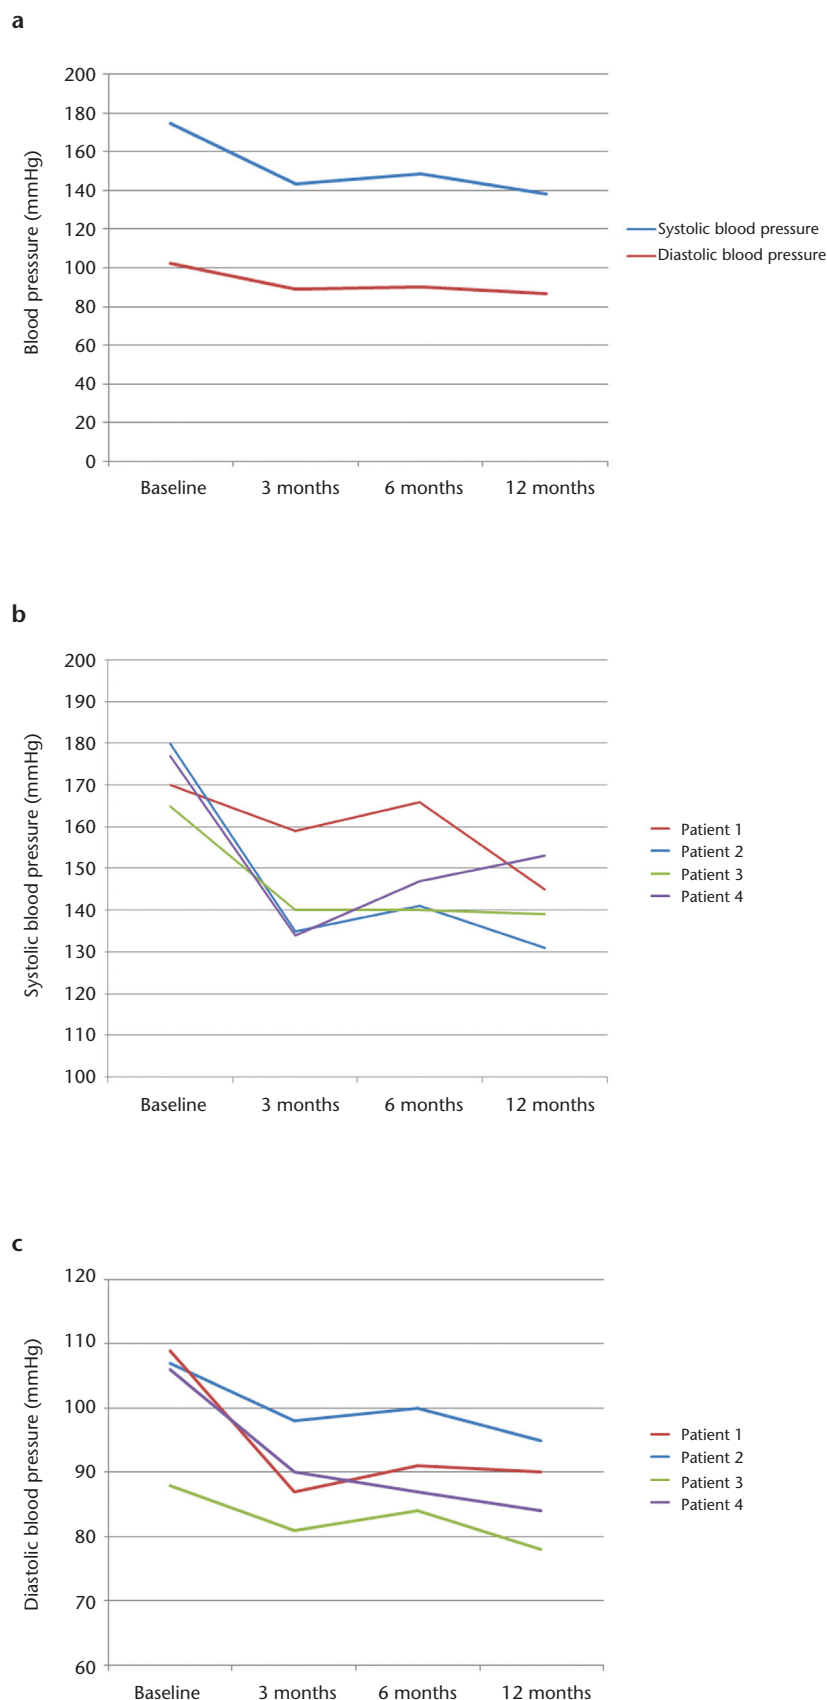 a
Blood presssure (mmHg)
200
180
160
140
120
100
80
60
40
20
0
Baseline
3 months
6 months
12 months
Systolic blood pressure
Diastolic blood pressure
b
Systolic blood pressure (mmHg)
200
190
180
170
160
150
140
130
120
110
100
Baseline
3 months
6 months
12 months
Patient 1
Patient 2
Patient 3
Patient 4
c
Diastolic blood pressure (mmHg)
120
110
100
90
80
70
60
Baseline
3 months
6 months
12 months
Patient 1
Patient 2
Patient 3
Patient 4